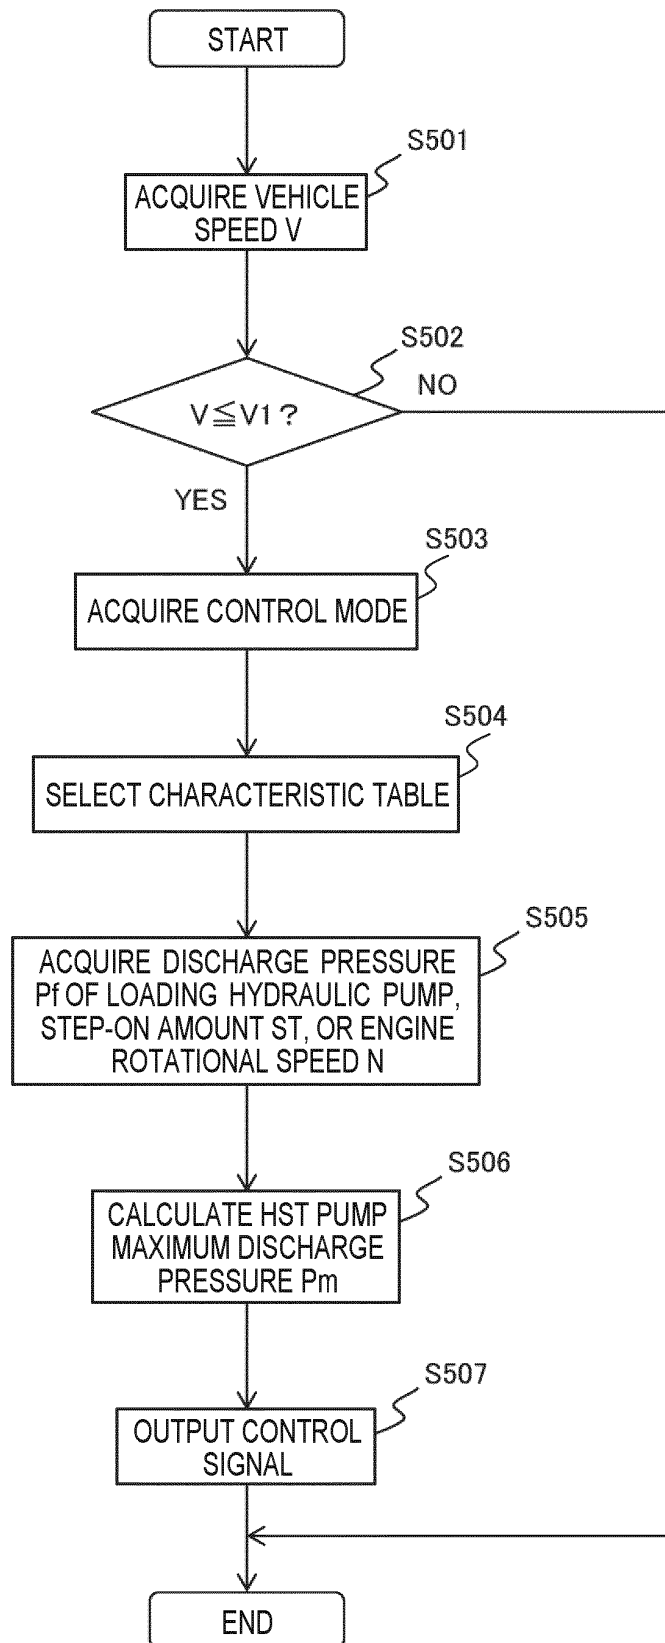 START
S501
ACQUIRE VEHICLE
SPEED V
S502
V≦V1?
NO
YES
S503
ACQUIRE CONTROL MODE
S504
SELECT CHARACTERISTIC TABLE
S505
ACQUIRE DISCHARGE PRESSURE
Pf OF LOADING HYDRAULIC PUMP,
STEP-ON AMOUNT ST, OR ENGINE
ROTATIONAL SPEED N
S506
CALCULATE HST PUMP
MAXIMUM DISCHARGE
PRESSURE Pm
S507
OUTPUT CONTROL
SIGNAL
END